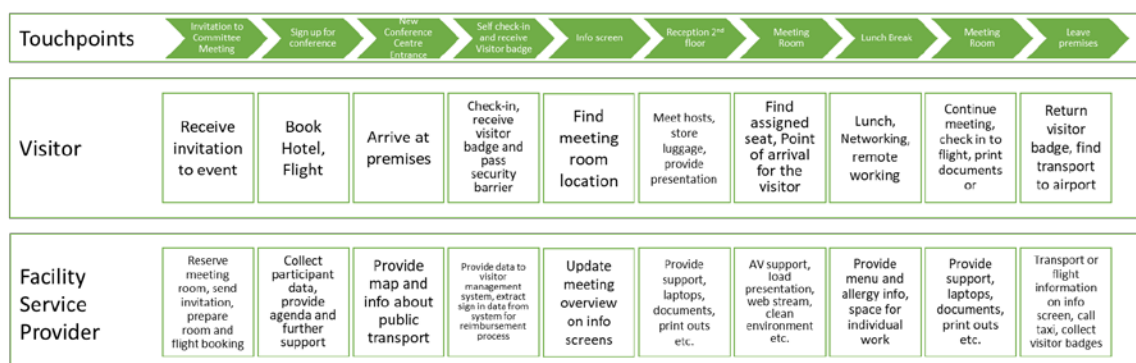 Touchpoints
Invitation to
Committee
Meeting
Sign up for
conference
New
Conference
Centre
Entrance
Self check-in
and receive
Visitor badge
Info screen
Reception 2nd
floor
Meeting
Room
Lunch Break
Meeting
Room
Leave
premises
Visitor
Receive
invitation
to event
Book
Hotel,
Flight
Arrive at
premises
Check-in,
receive
visitor
badge and
pass
security
barrier
Find
meeting
room
location
Meet hosts,
store
luggage,
provide
presentation
Find
assigned
seat, Point
of arrival
for the
visitor
Lunch,
Networking,
remote
working
Continue
meeting,
check in to
flight, print
documents
or
Return
visitor
badge, find
transport
to airport
Facility
Service
Provider
Reserve
meeting
room, send
invitation,
prepare
room and
flight booking
Collect
participant
data,
provide
agenda and
further
support
Provide
map and
info about
public
transport
Provide data to
visitor
management
system, extract
sign in data from
system for
reimbursement
process
Update
meeting
overview
on info
screens
Provide
support,
laptops,
documents,
print outs
etc.
AV support,
load
presentation,
web stream,
clean
environment
etc.
Provide
menu and
allergy info,
space for
individual
work
Provide
support,
laptops,
documents,
print outs
etc.
Transport or
flight
information
on info
screen, call
taxi, collect
visitor badges